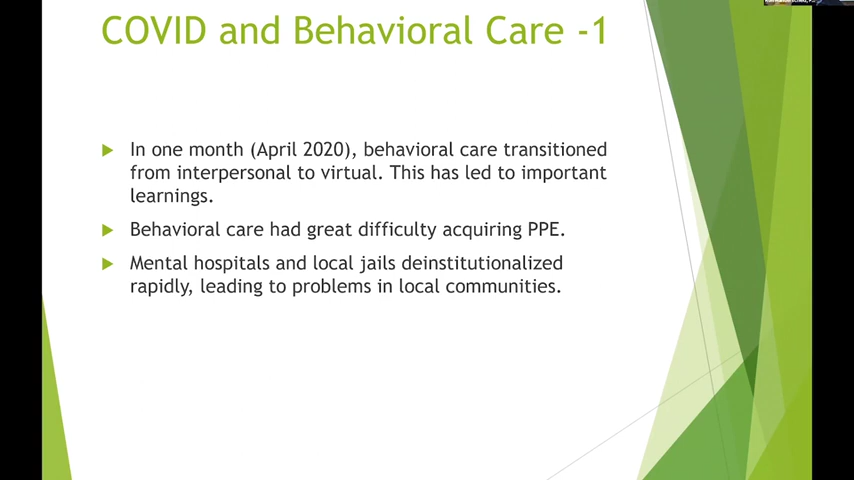 COVID and Behavioral Care -1
In one month (April 2020), behavioral care transitioned
from interpersonal to virtual. This has led to important
learnings.
Behavioral care had great difficulty acquiring PPE.
Mental hospitals and local jails deinstitutionalized
rapidly, leading to problems in local communities.